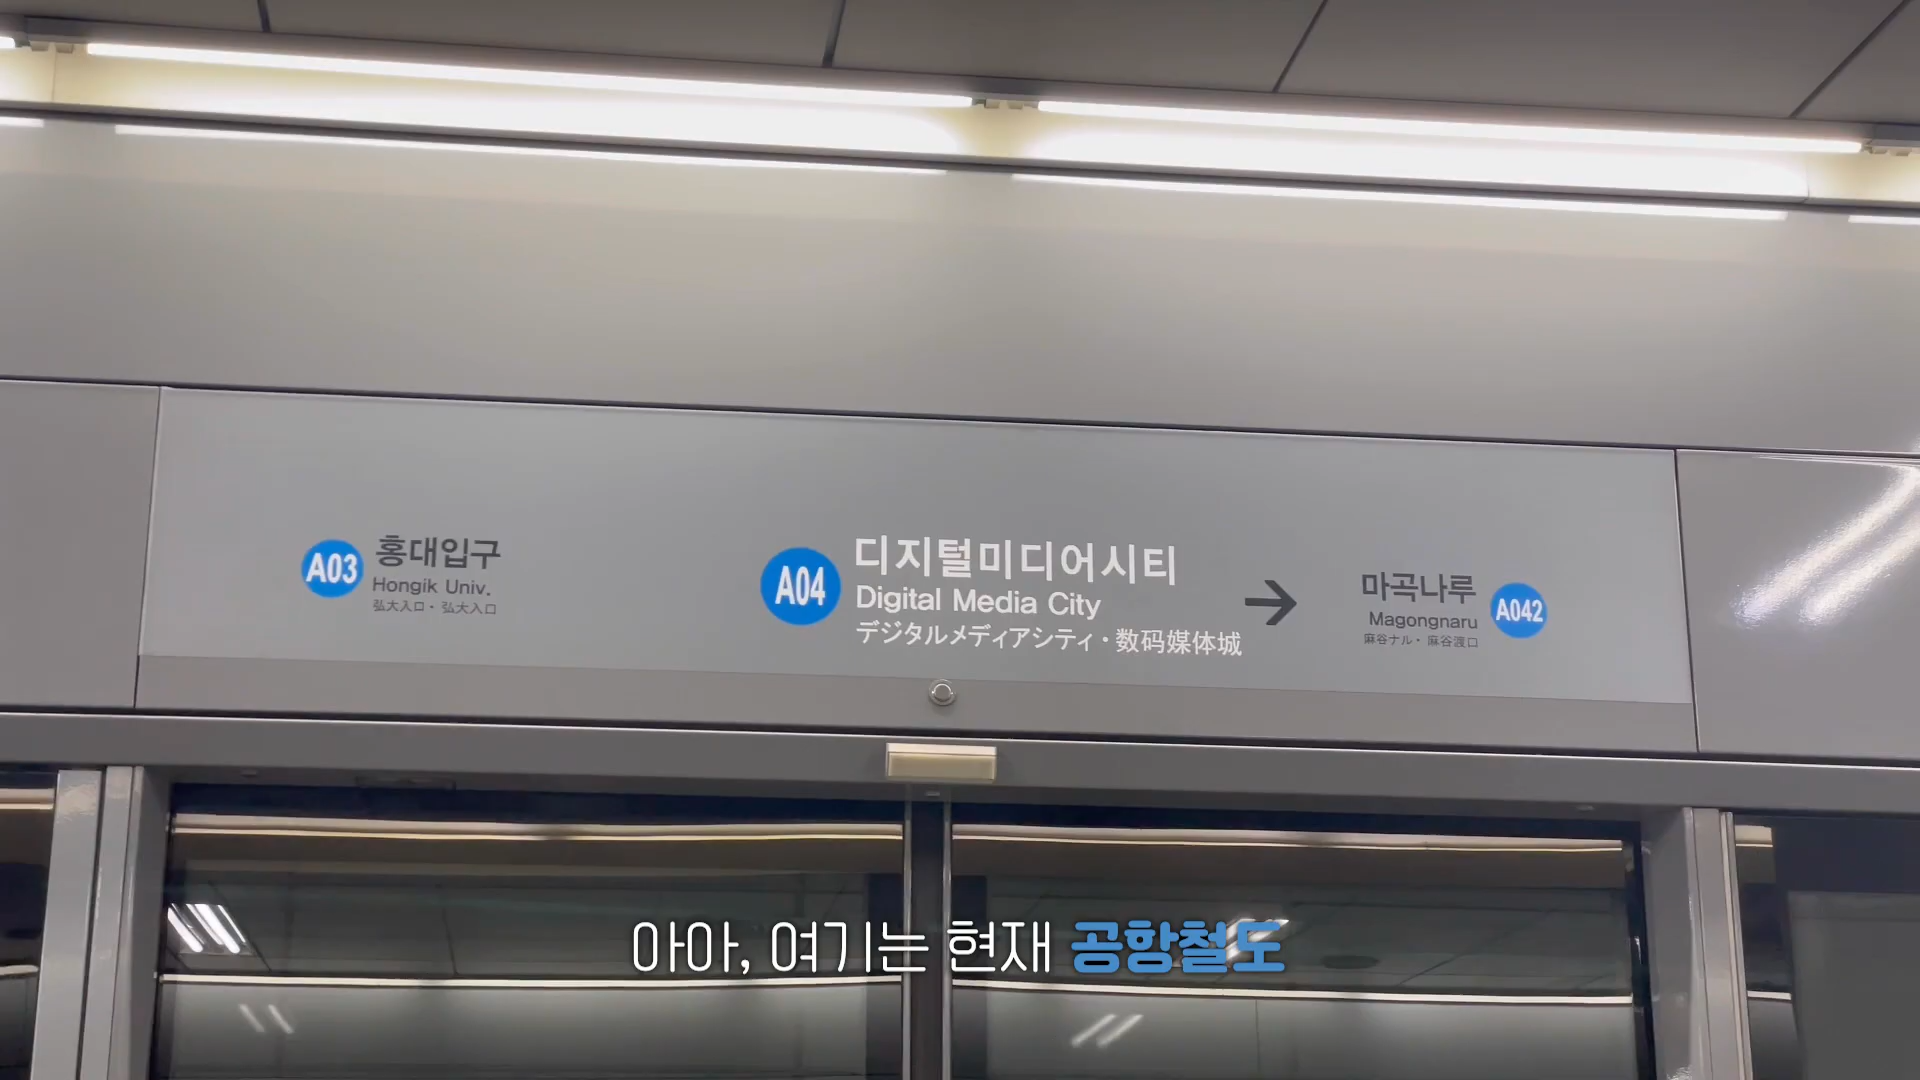 A03
홍대입구
Hongik Univ.
弘大入口・弘大入口
A04
디지털미디어시티
Digital Media City
デジタルメディアシティ・数码媒体城
→
마곡나루
Magongnaru
麻谷ナル・麻谷渡口
A042
아아, 여기는 현재 공항철도